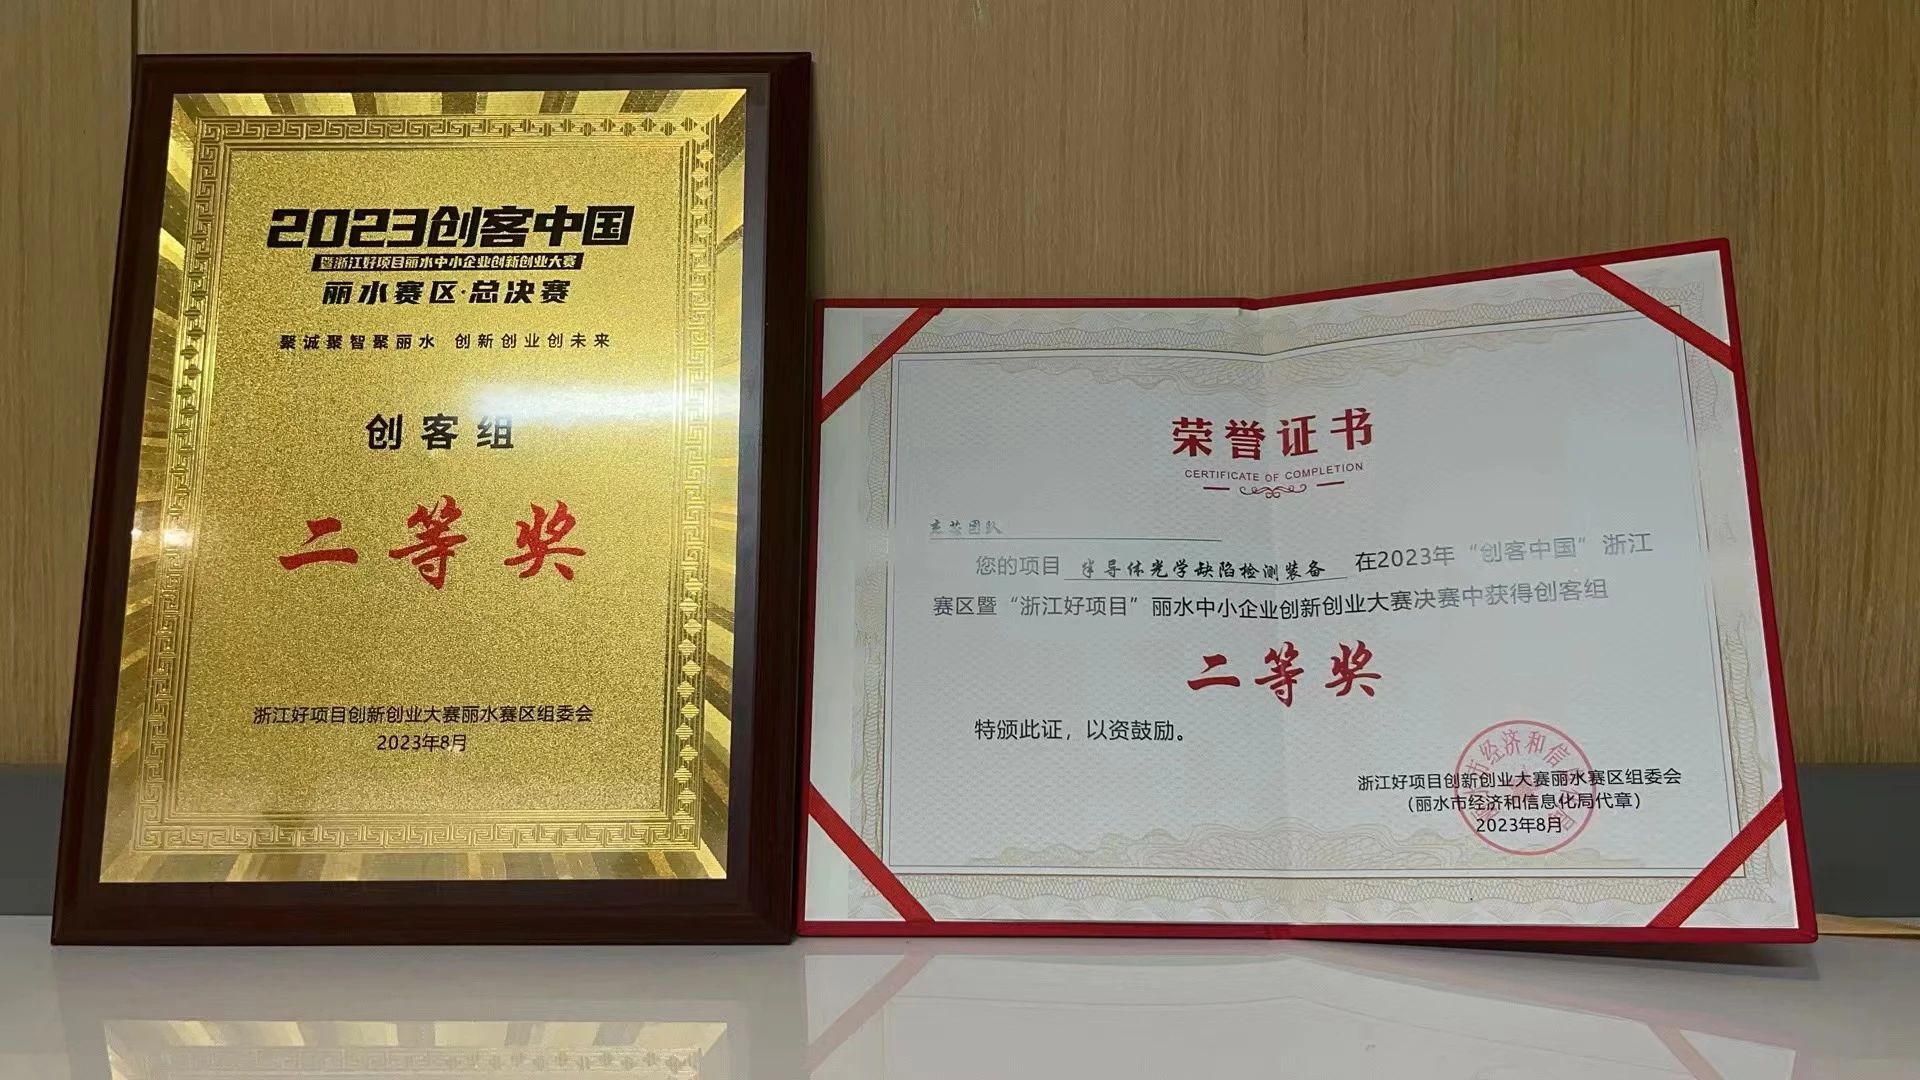 2023创客中国
暨浙江好项目丽水中小企业创新创业大赛
丽水赛区·总决赛
聚诚聚智聚丽水 创新创业创未来
创客组
二等奖
浙江好项目创新创业大赛丽水赛区组委会
2023年8月
荣誉证书
CERTIFICATE OF COMPLETION
芯团队
您的项目 半导体光学缺陷检测装备 在2023年“创客中国”浙江
赛区暨“浙江好项目”丽水中小企业创新创业大赛决赛中获得创客组
二等奖
特颁此证，以资鼓励。
浙江好项目创新创业大赛丽水赛区组委会
（丽水市经济和信息化局代章）
2023年8月
市经济和信